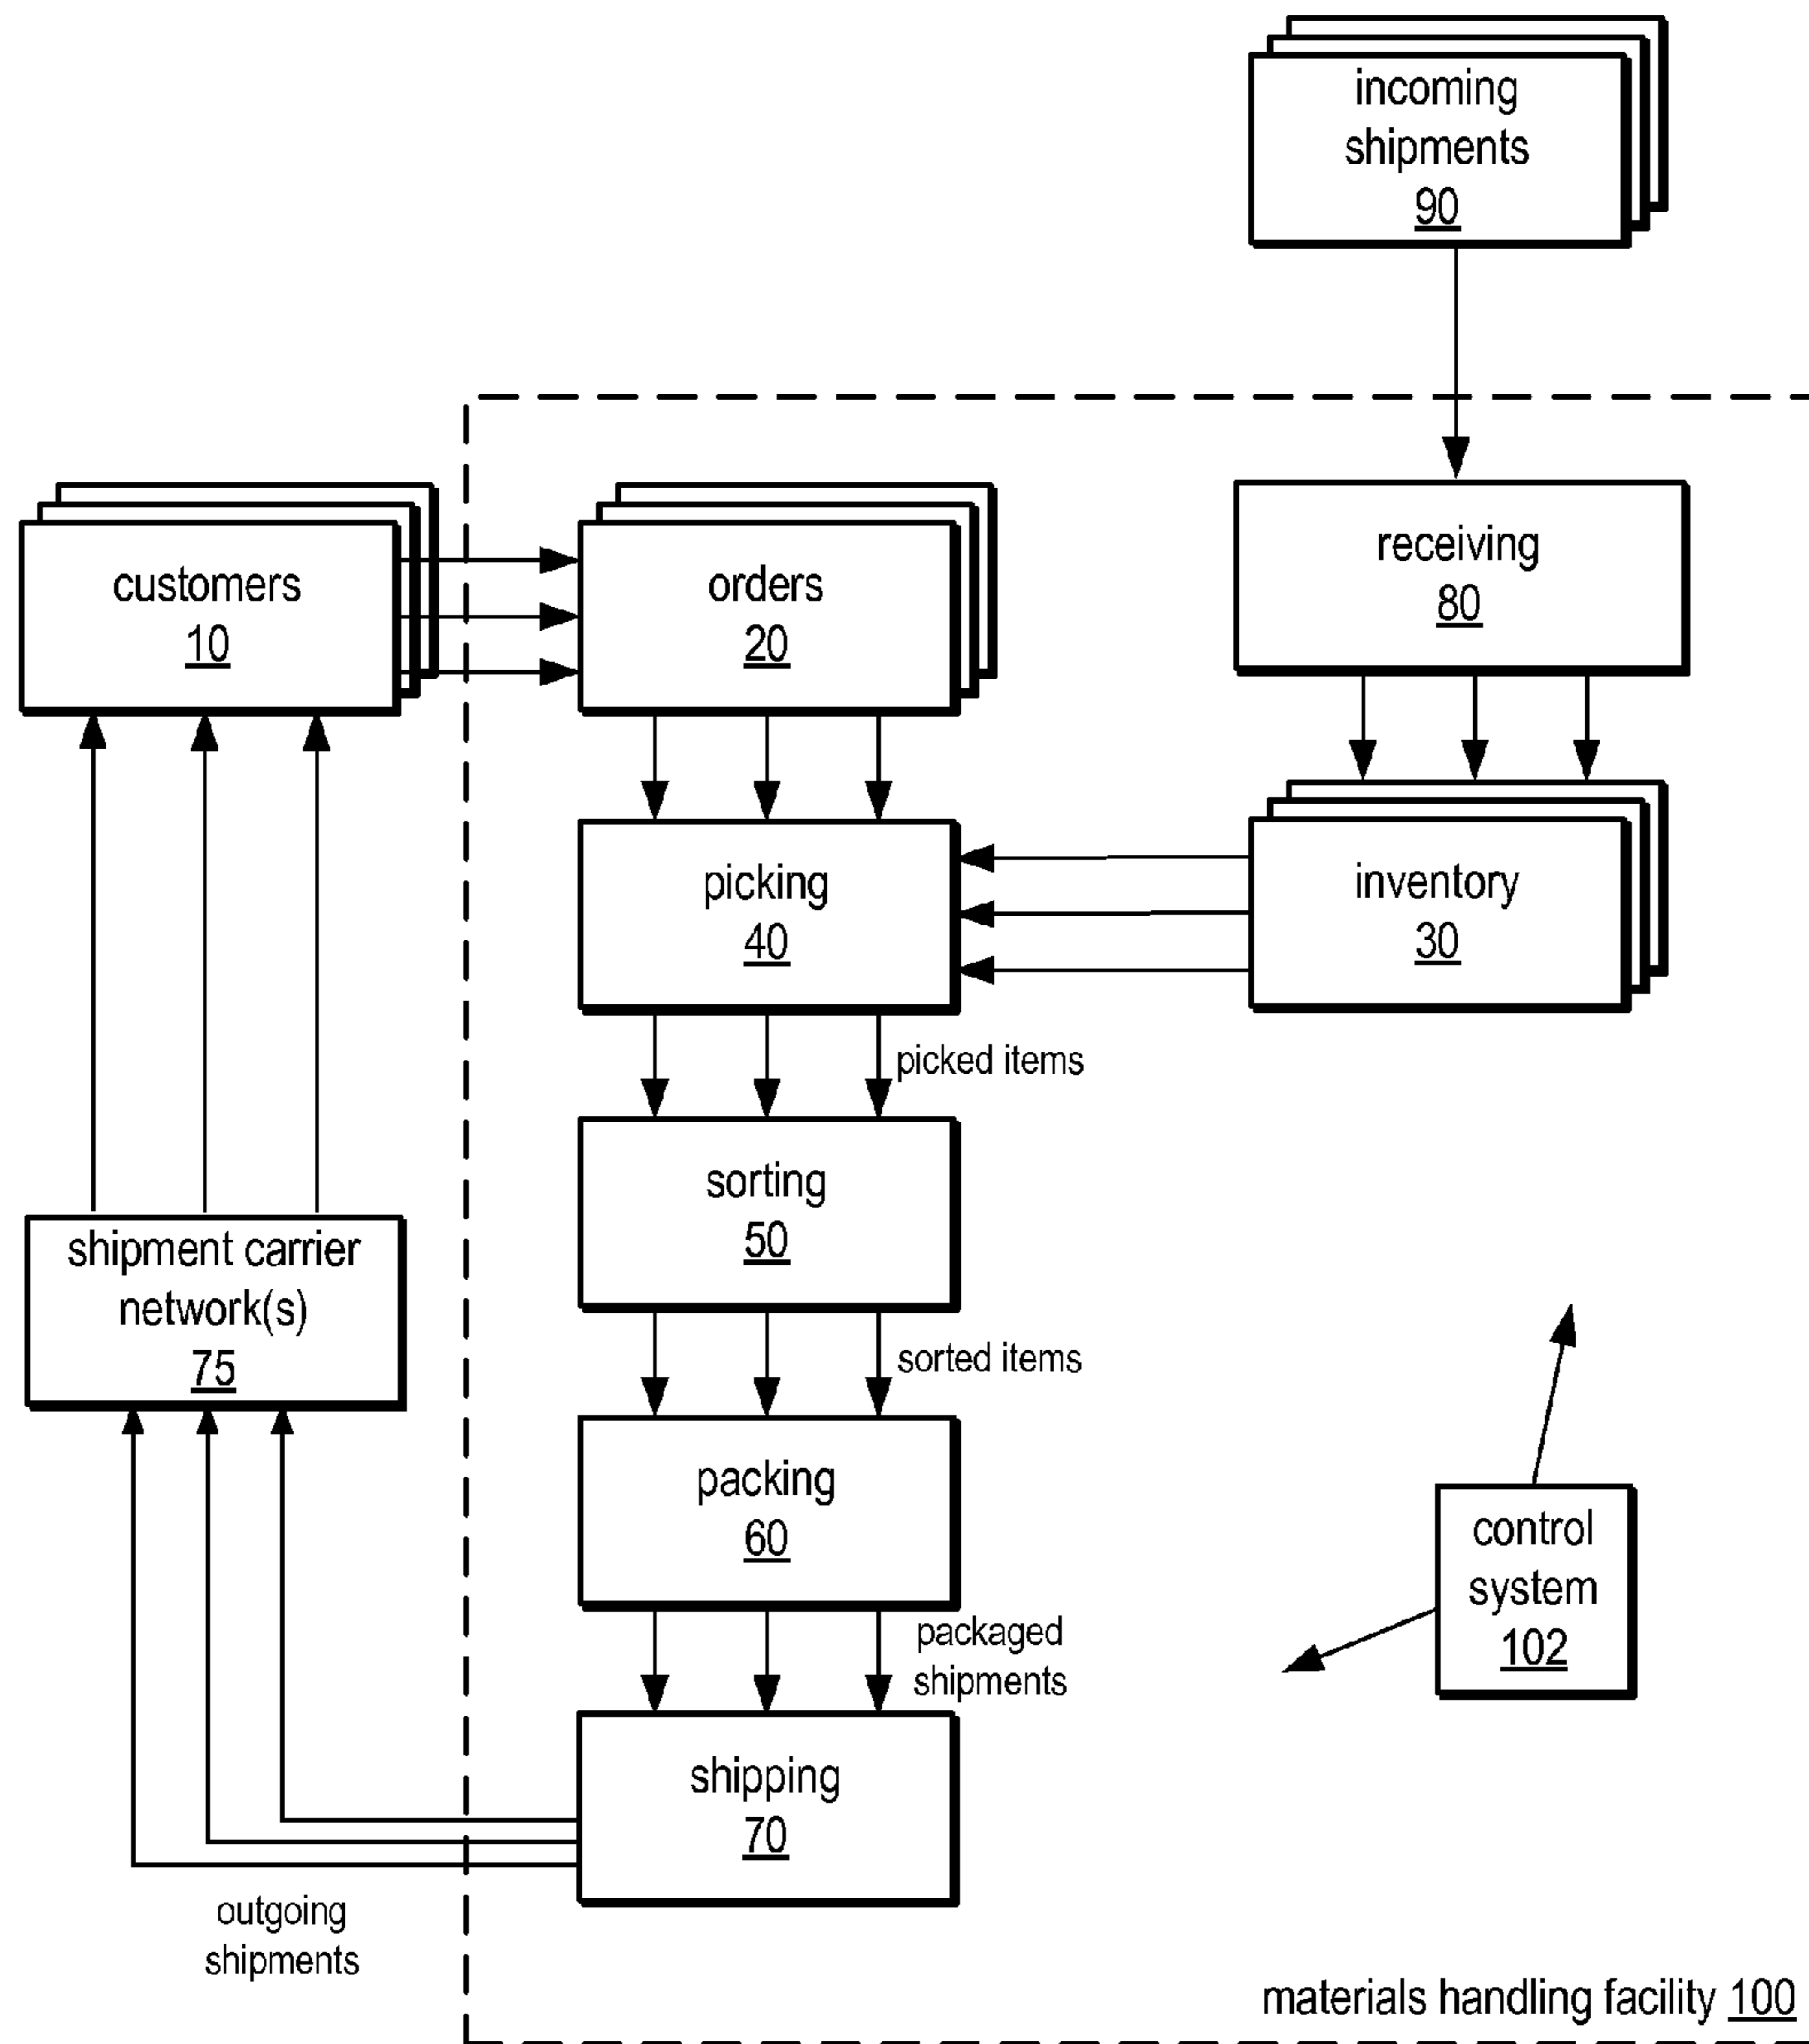 incoming
shipments
90
customers
10
orders
20
receiving
80
picking
40
inventory
30
picked items
sorting
50
shipment carrier
network(s)
75
sorted items
packing
60
control
system
102
packaged
shipments
shipping
70
outgoing
shipments
materials handling facility 100